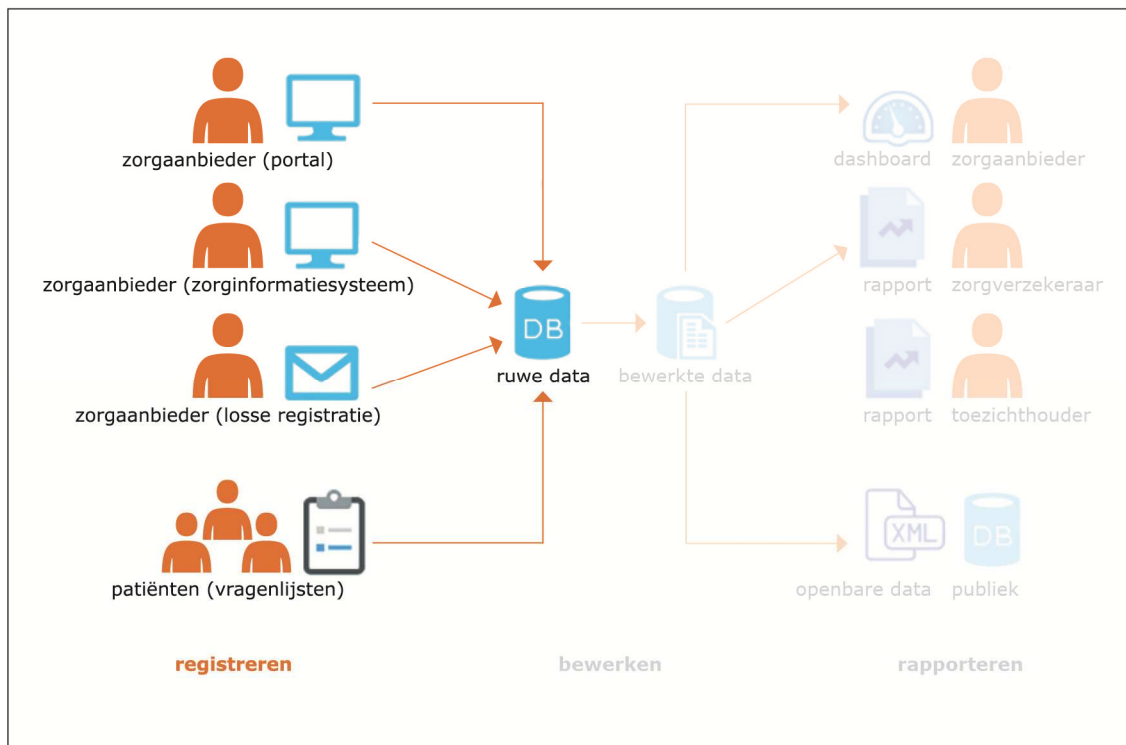 zorgaanbieder (portal)
zorgaanbieder (zorginformatiesysteem)
zorgaanbieder (losse registratie)
patiënten (vragenlijsten)
DB
ruwe data
bewerkte data
dashboard zorgaanbieder
rapport zorgverzekeraar
rapport toezichthouder
XML
DB
openbare data publiek
registreren bewerken rapporteren